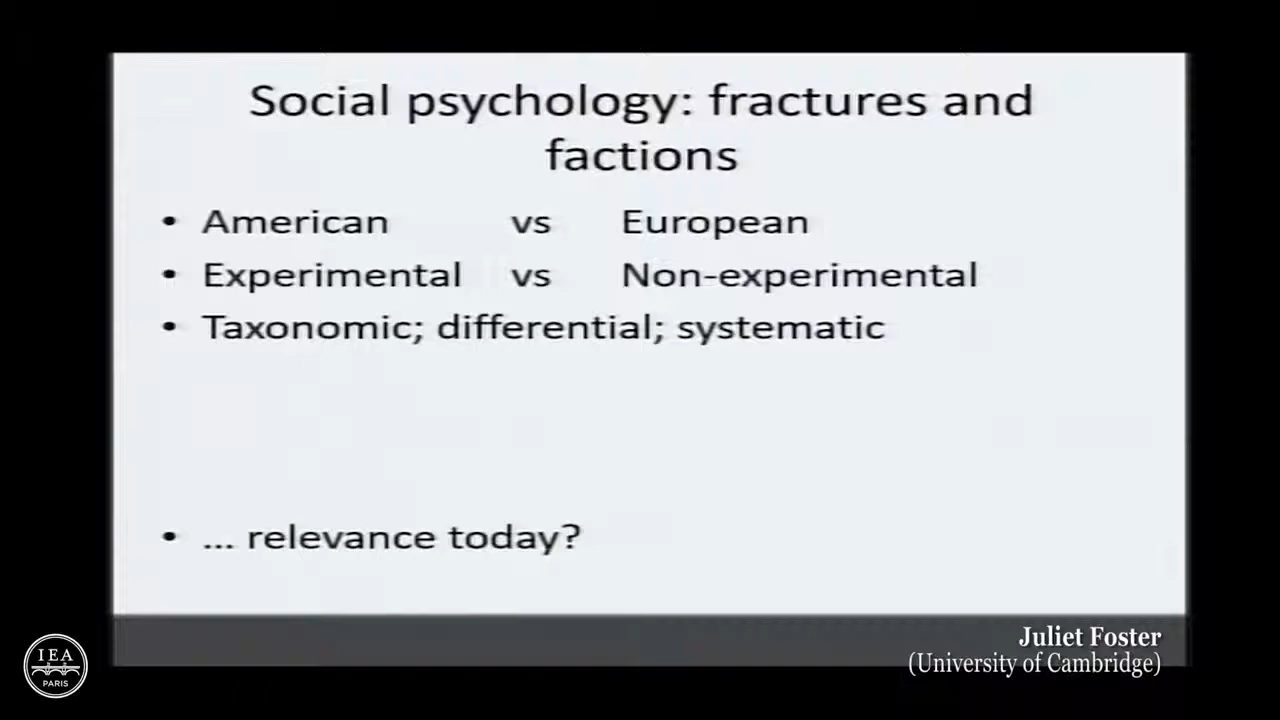 Social psychology: fractures and
factions
• American vs European
• Experimental vs Non-experimental
• Taxonomic; differential; systematic
• ... relevance today?
Juliet Foster
(University of Cambridge)
IEA
PARIS